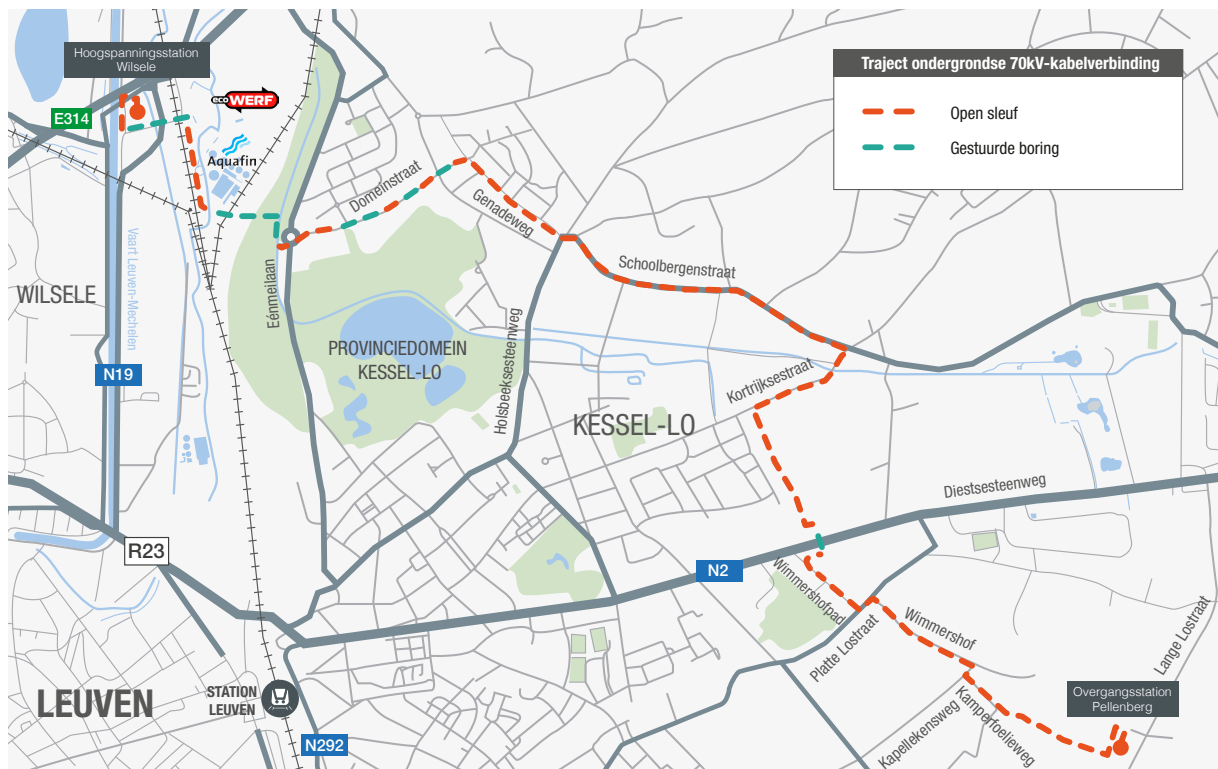 Hoogspanningsstation
Wilsele
E314
eco WERF
Aquafin
Traject ondergrondse 70kV-kabelverbinding
Open sleuf
Gestuurde boring
Domeinstraat
Genadeweg
Schoolbergenstraat
Vaart Leuven-Mechelen
WILSELE
Eénmeilaan
PROVINCIEDOMEIN
KESSEL-LO
Holsbeeksesteenweg
N19
Kortrijksestraat
KESSEL-LO
Diestsesteenweg
R23
N2
Wimmershofpad
Wimmershof
Platte Lostraat
Lange Lostraat
LEUVEN
STATION
LEUVEN
N292
Kapellekensweg
Kamperfoelieweg
Overgangsstation
Pellenberg